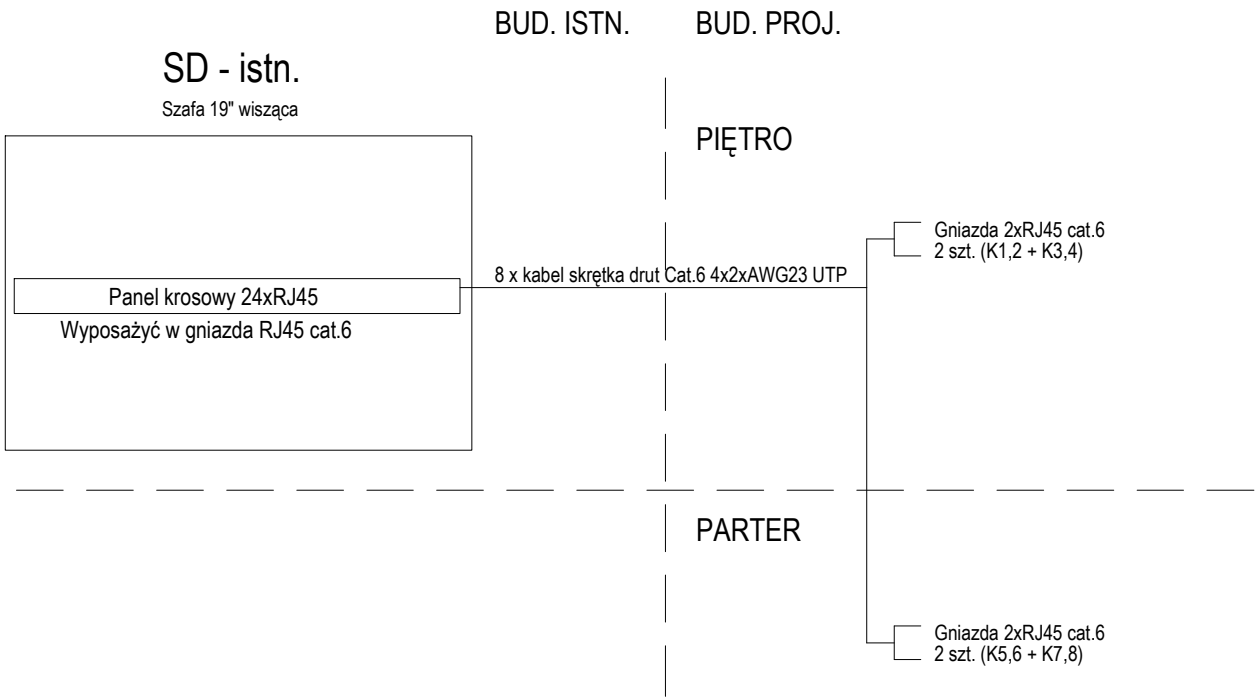 BUD. ISTN.
BUD. PROJ.
SD - istn.
Szafa 19" wisząca
PIĘTRO
Gniazda 2xRJ45 cat.6
2 szt. (K1,2 + K3,4)
8 x kabel skrętka drut Cat.6 4x2xAWG23 UTP
Panel krosowy 24xRJ45
Wyposażyć w gniazda RJ45 cat.6
PARTER
Gniazda 2xRJ45 cat.6
2 szt. (K5,6 + K7,8)